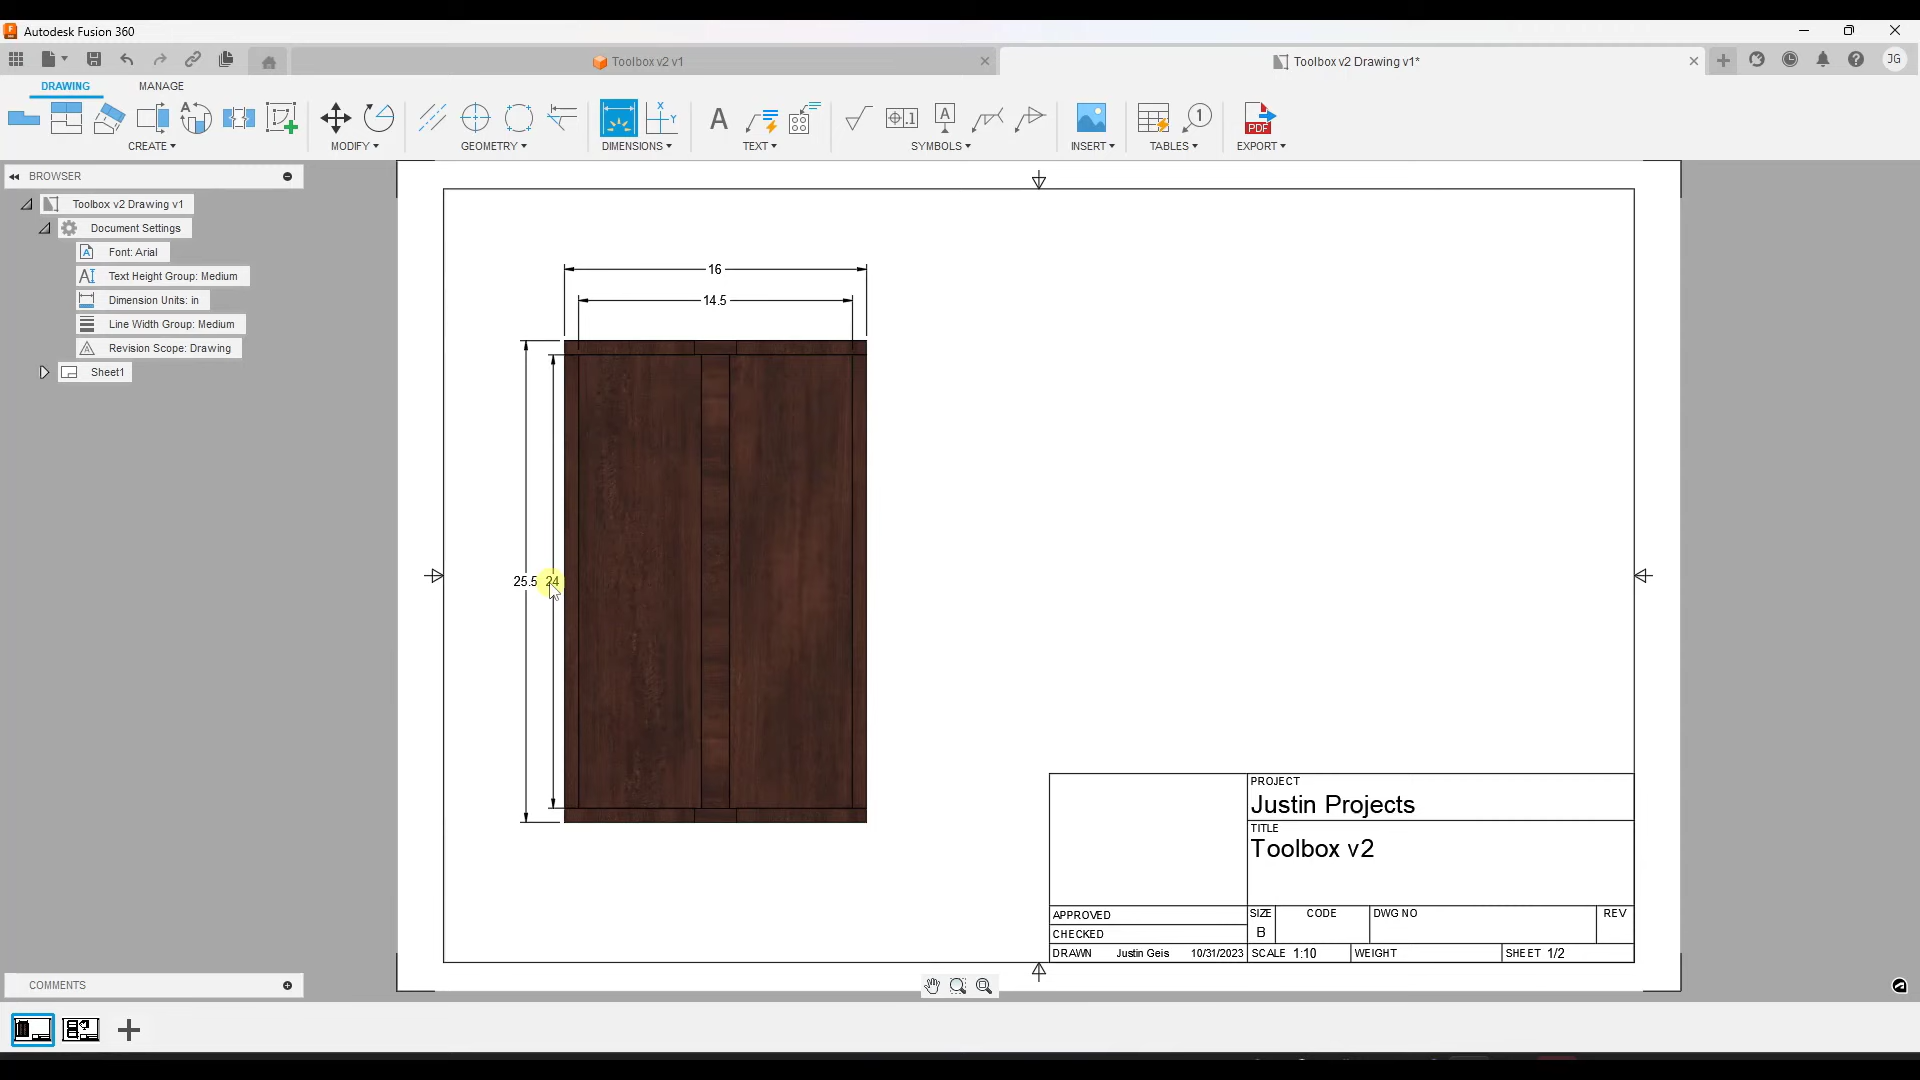 Autodesk Fusion 360
Toolbox v2 v1
Toolbox v2 Drawing v1*
JG
DRAWING
MANAGE
CREATE
MODIFY
GEOMETRY
DIMENSIONS
TEXT
SYMBOLS
INSERT
TABLES
EXPORT
BROWSER
Toolbox v2 Drawing v1
Document Settings
Font: Arial
Text Height Group: Medium
Dimension Units: in
Line Width Group: Medium
Revision Scope: Drawing
Sheet1
16
14.5
25.5
24
PROJECT
Justin Projects
TITLE
Toolbox v2
APPROVED
CHECKED
DRAWN Justin Geis 10/31/2023
SIZE
B
CODE
DWG NO
REV
SCALE 1:10
WEIGHT
SHEET 1/2
COMMENTS